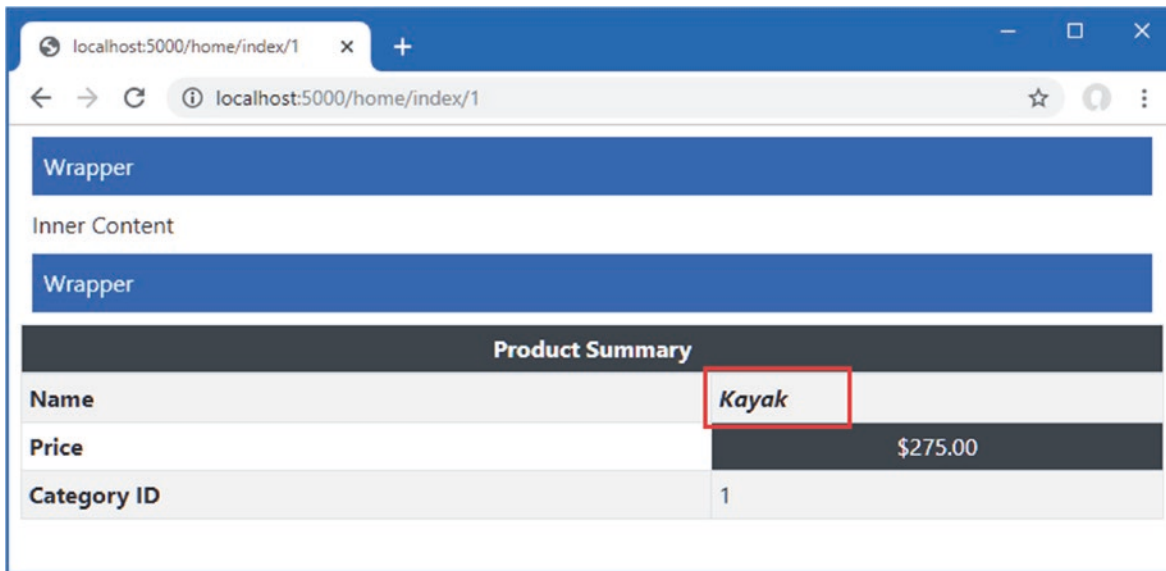 localhost:5000/home/index/1
localhost:5000/home/index/1
Wrapper
Inner Content
Wrapper
Product Summary
Name Kayak
Price $275.00
Category ID 1